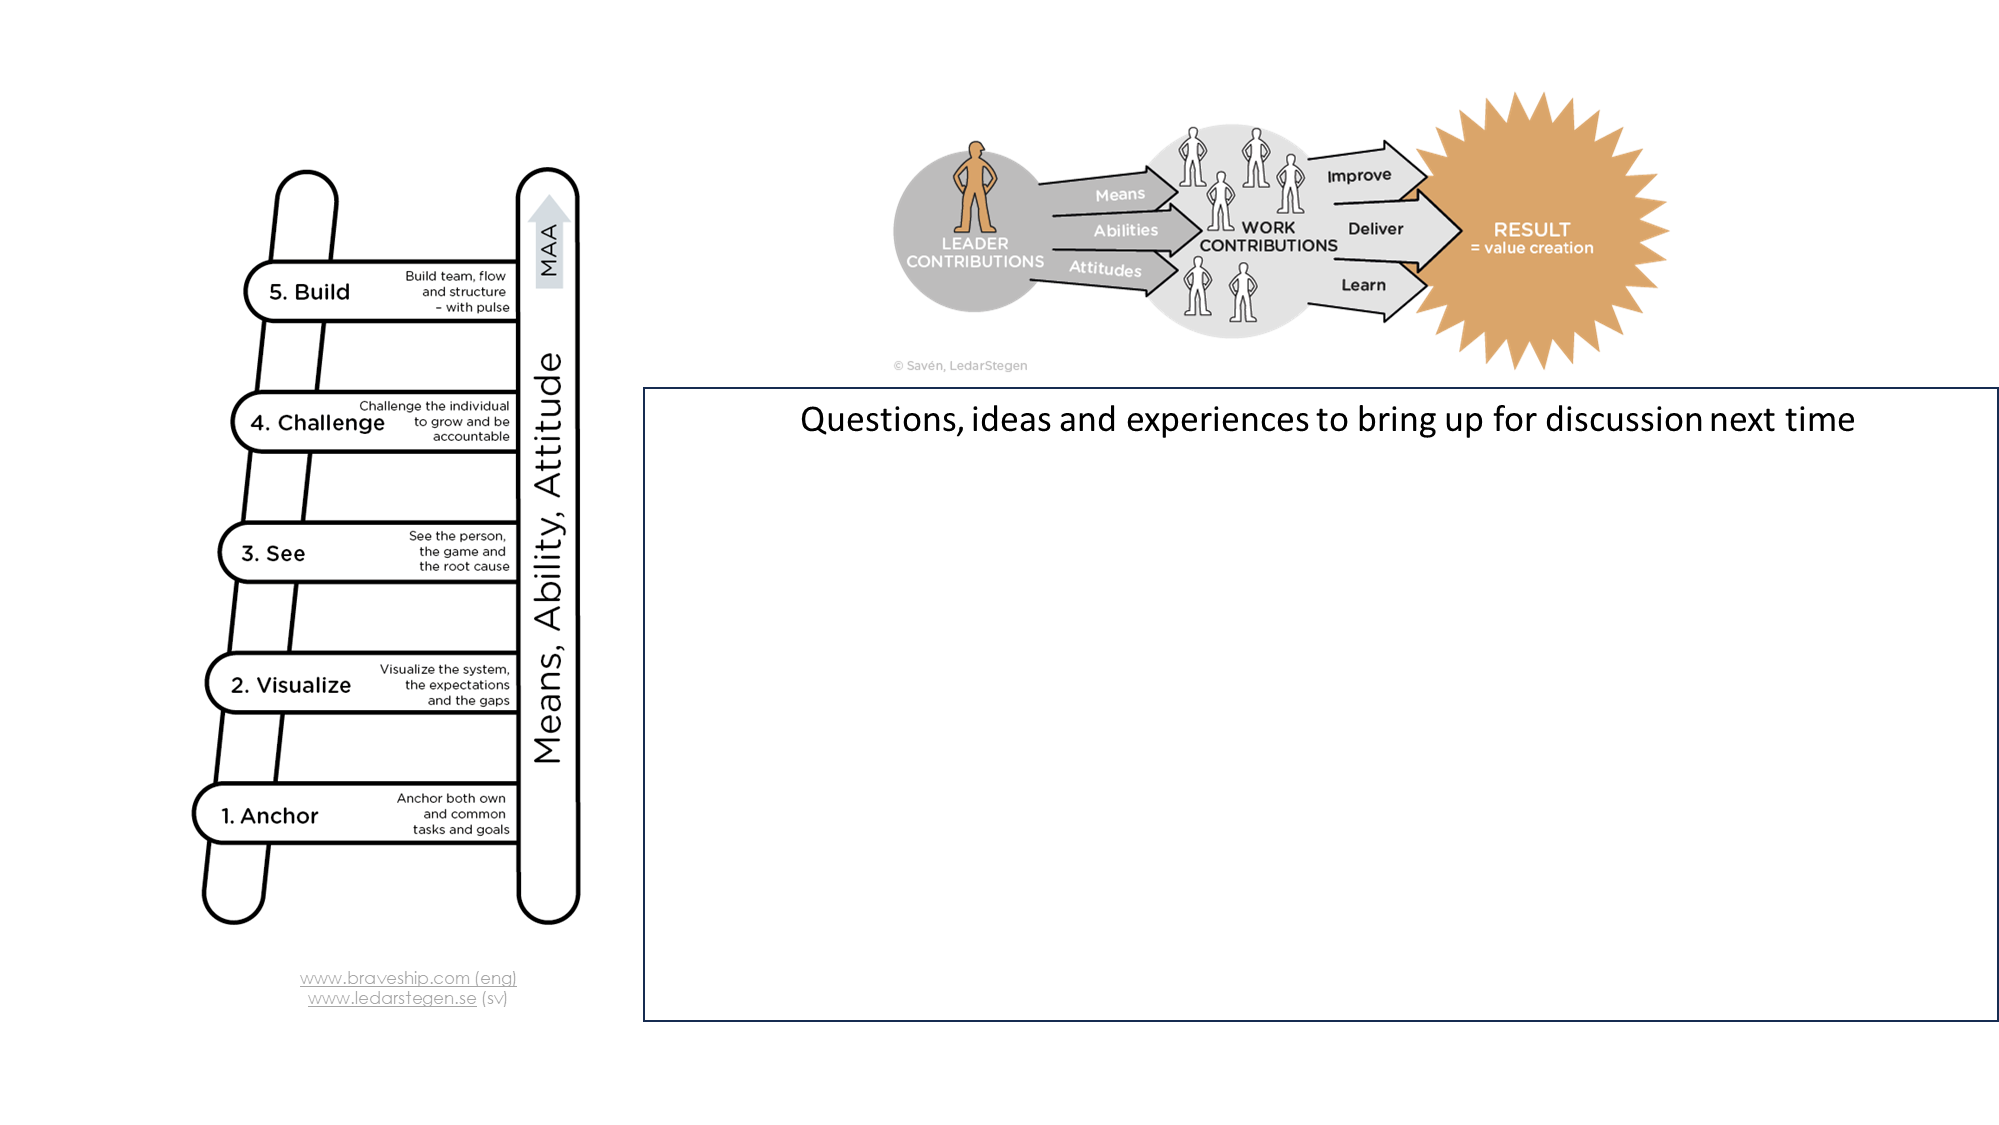 MAA
Means, Ability, Attitude
5. Build
Build team, flow
and structure
– with pulse
4. Challenge
Challenge the individual
to grow and be
accountable
3. See
See the person,
the game and
the root cause
2. Visualize
Visualize the system,
the expectations
and the gaps
1. Anchor
Anchor both own
and common
tasks and goals
www.braveship.com (eng)
www.ledarstegen.se (sv)
LEADER
CONTRIBUTIONS
Means
Abilities
Attitudes
WORK
CONTRIBUTIONS
Improve
Deliver
Learn
RESULT
= value creation
© Savén, LedarStegen
Questions, ideas and experiences to bring up for discussion next time